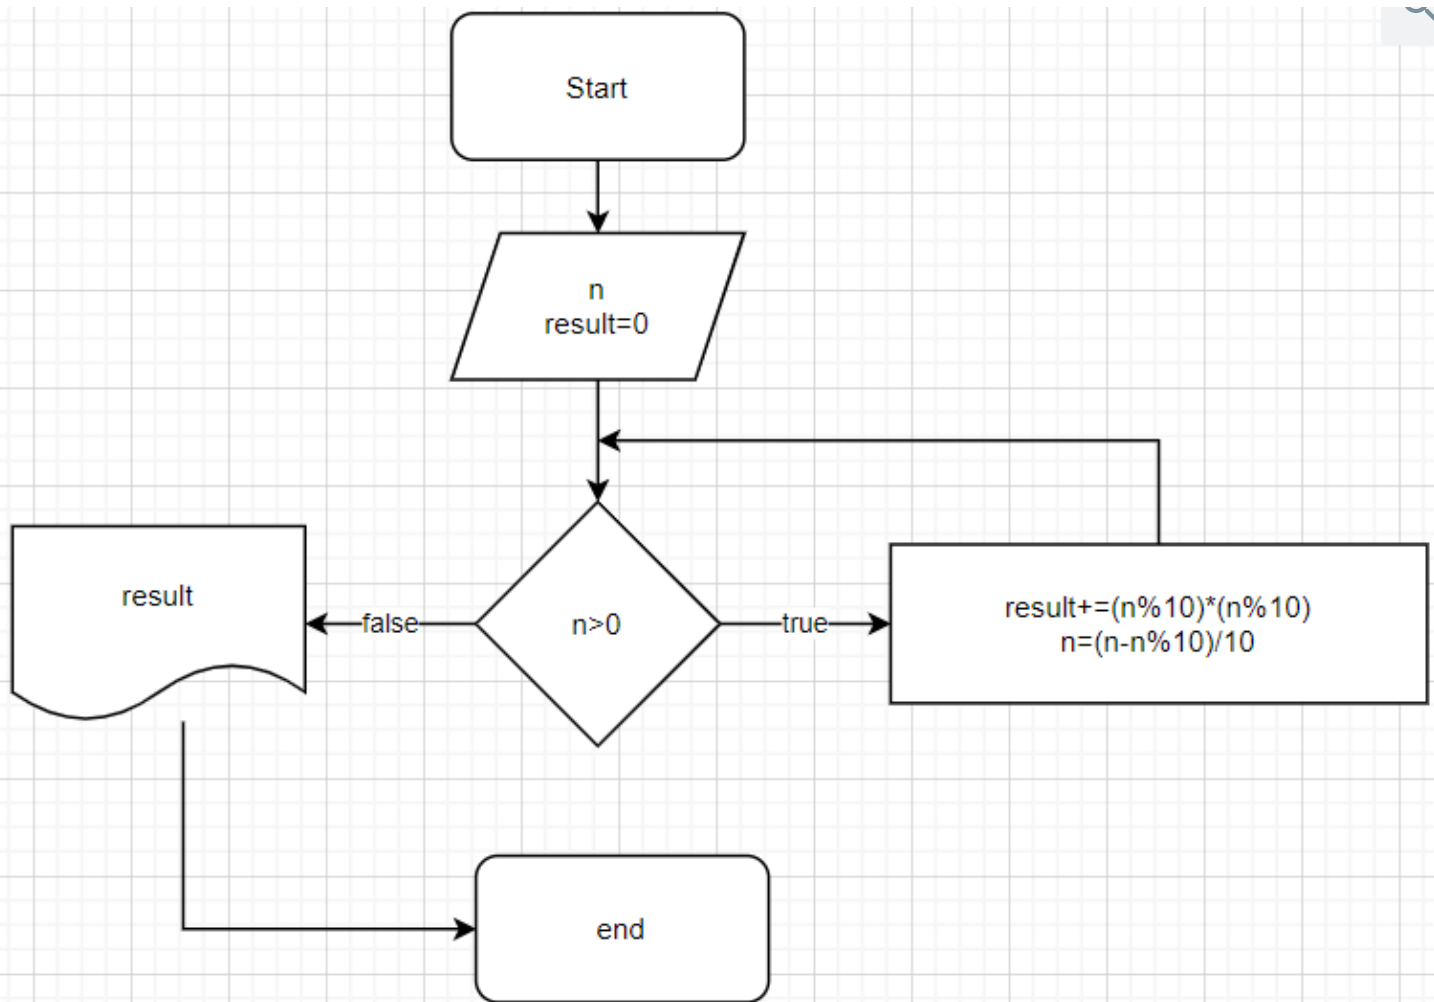 Start
n
result=0
result
false
n>0
true
result+=(n%10)*(n%10)
n=(n-n%10)/10
end